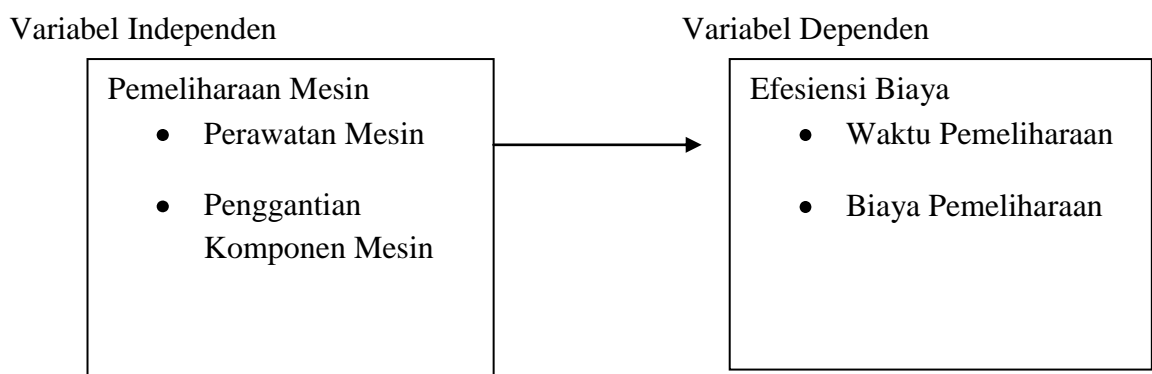 Variabel Independen
Variabel Dependen
Pemeliharaan Mesin
• Perawatan Mesin
• Penggantian
Komponen Mesin
Efesiensi Biaya
• Waktu Pemeliharaan
• Biaya Pemeliharaan